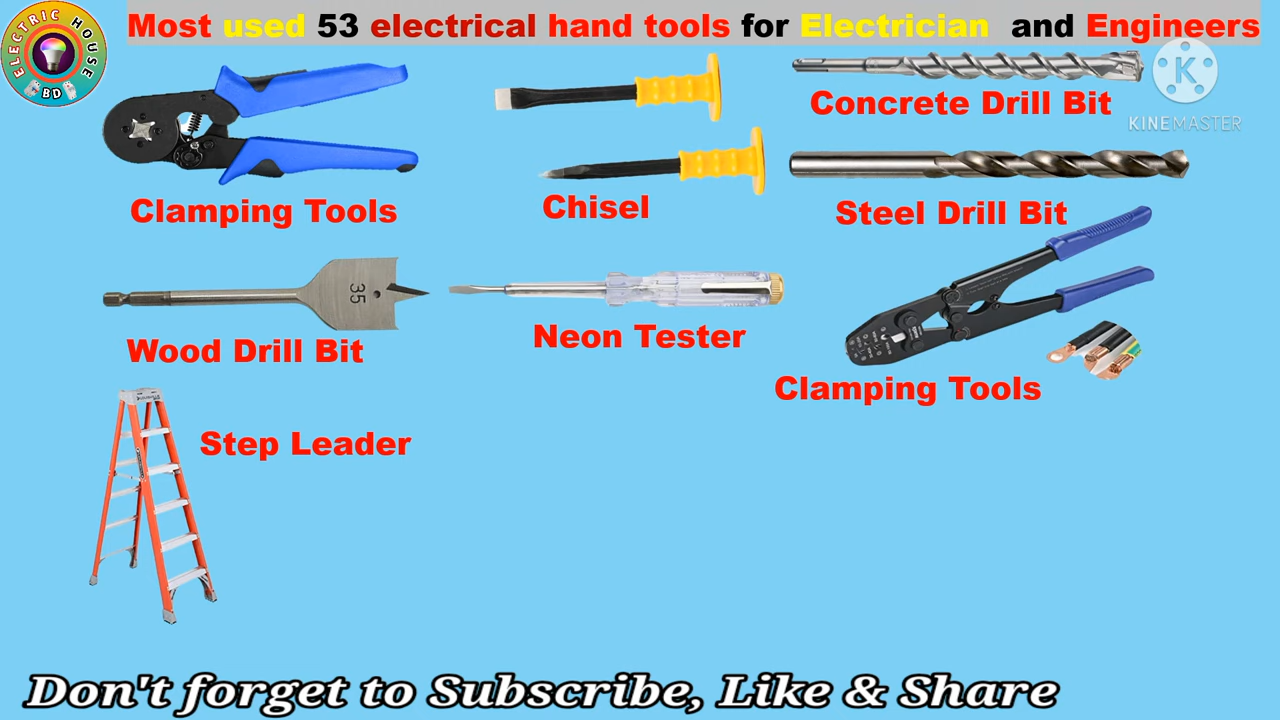 Most used 53 electrical hand tools for Electrician and Engineers
ELECTRIC HOUSE
BD
K
KINEMASTER
Concrete Drill Bit
Clamping Tools
Chisel
Steel Drill Bit
35
Wood Drill Bit
Neon Tester
Clamping Tools
Step Leader
Don't forget to Subscribe, Like & Share